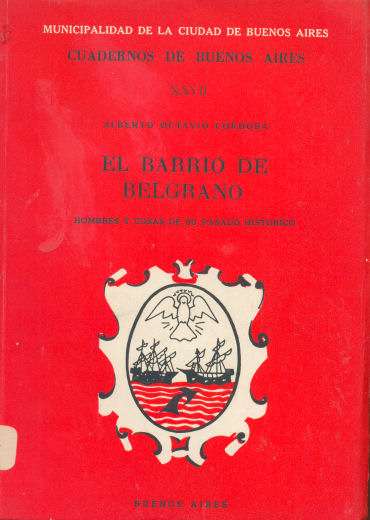 MUNICIPALIDAD DE LA CIUDAD DE BUENOS AIRES
CUADERNOS DE BUENOS AIRES
XXVII
ALBERTO OCTAVIO CORDOBA
EL BARRIO DE
BELGRANO
HOMBRES Y COSAS DE SU PASADO HISTORICO
BUENOS AIRES